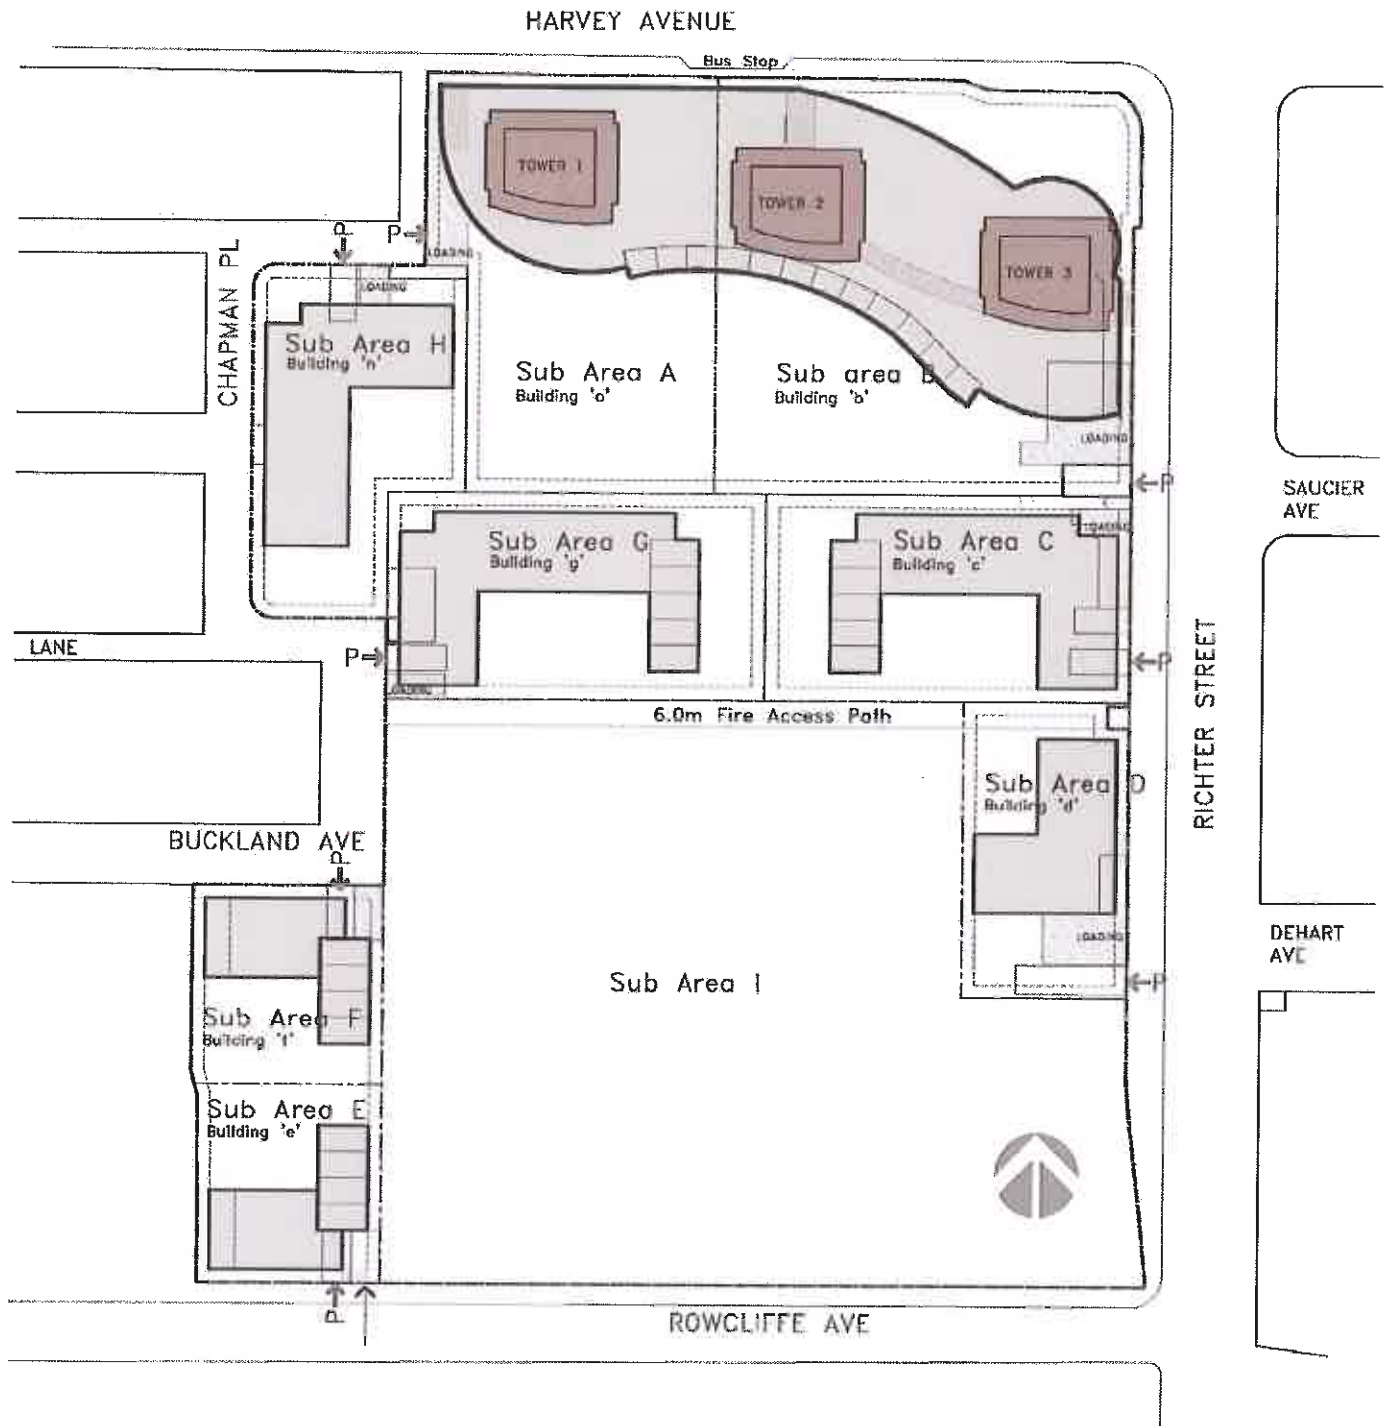 HARVEY AVENUE
Bus Stop
TOWER 1
TOWER 2
TOWER 3
P
P
LOADING
LOADING
CHAPMAN PL
Sub Area H
Building 'h'
Sub Area A
Building 'a'
Sub area B
Building 'b'
LOADING
P
SAUCIER
AVE
LOADING
Sub Area G
Building 'g'
Sub Area C
Building 'c'
LANE
P
P
LOADING
RICHTER STREET
6.0m Fire Access Path
Sub Area D
Building 'd'
BUCKLAND AVE
P
LOADING
DEHART
AVE
Sub Area I
P
Sub Area F
Building 'f'
Sub Area E
Building 'e'
P
ROWCLIFFE AVE